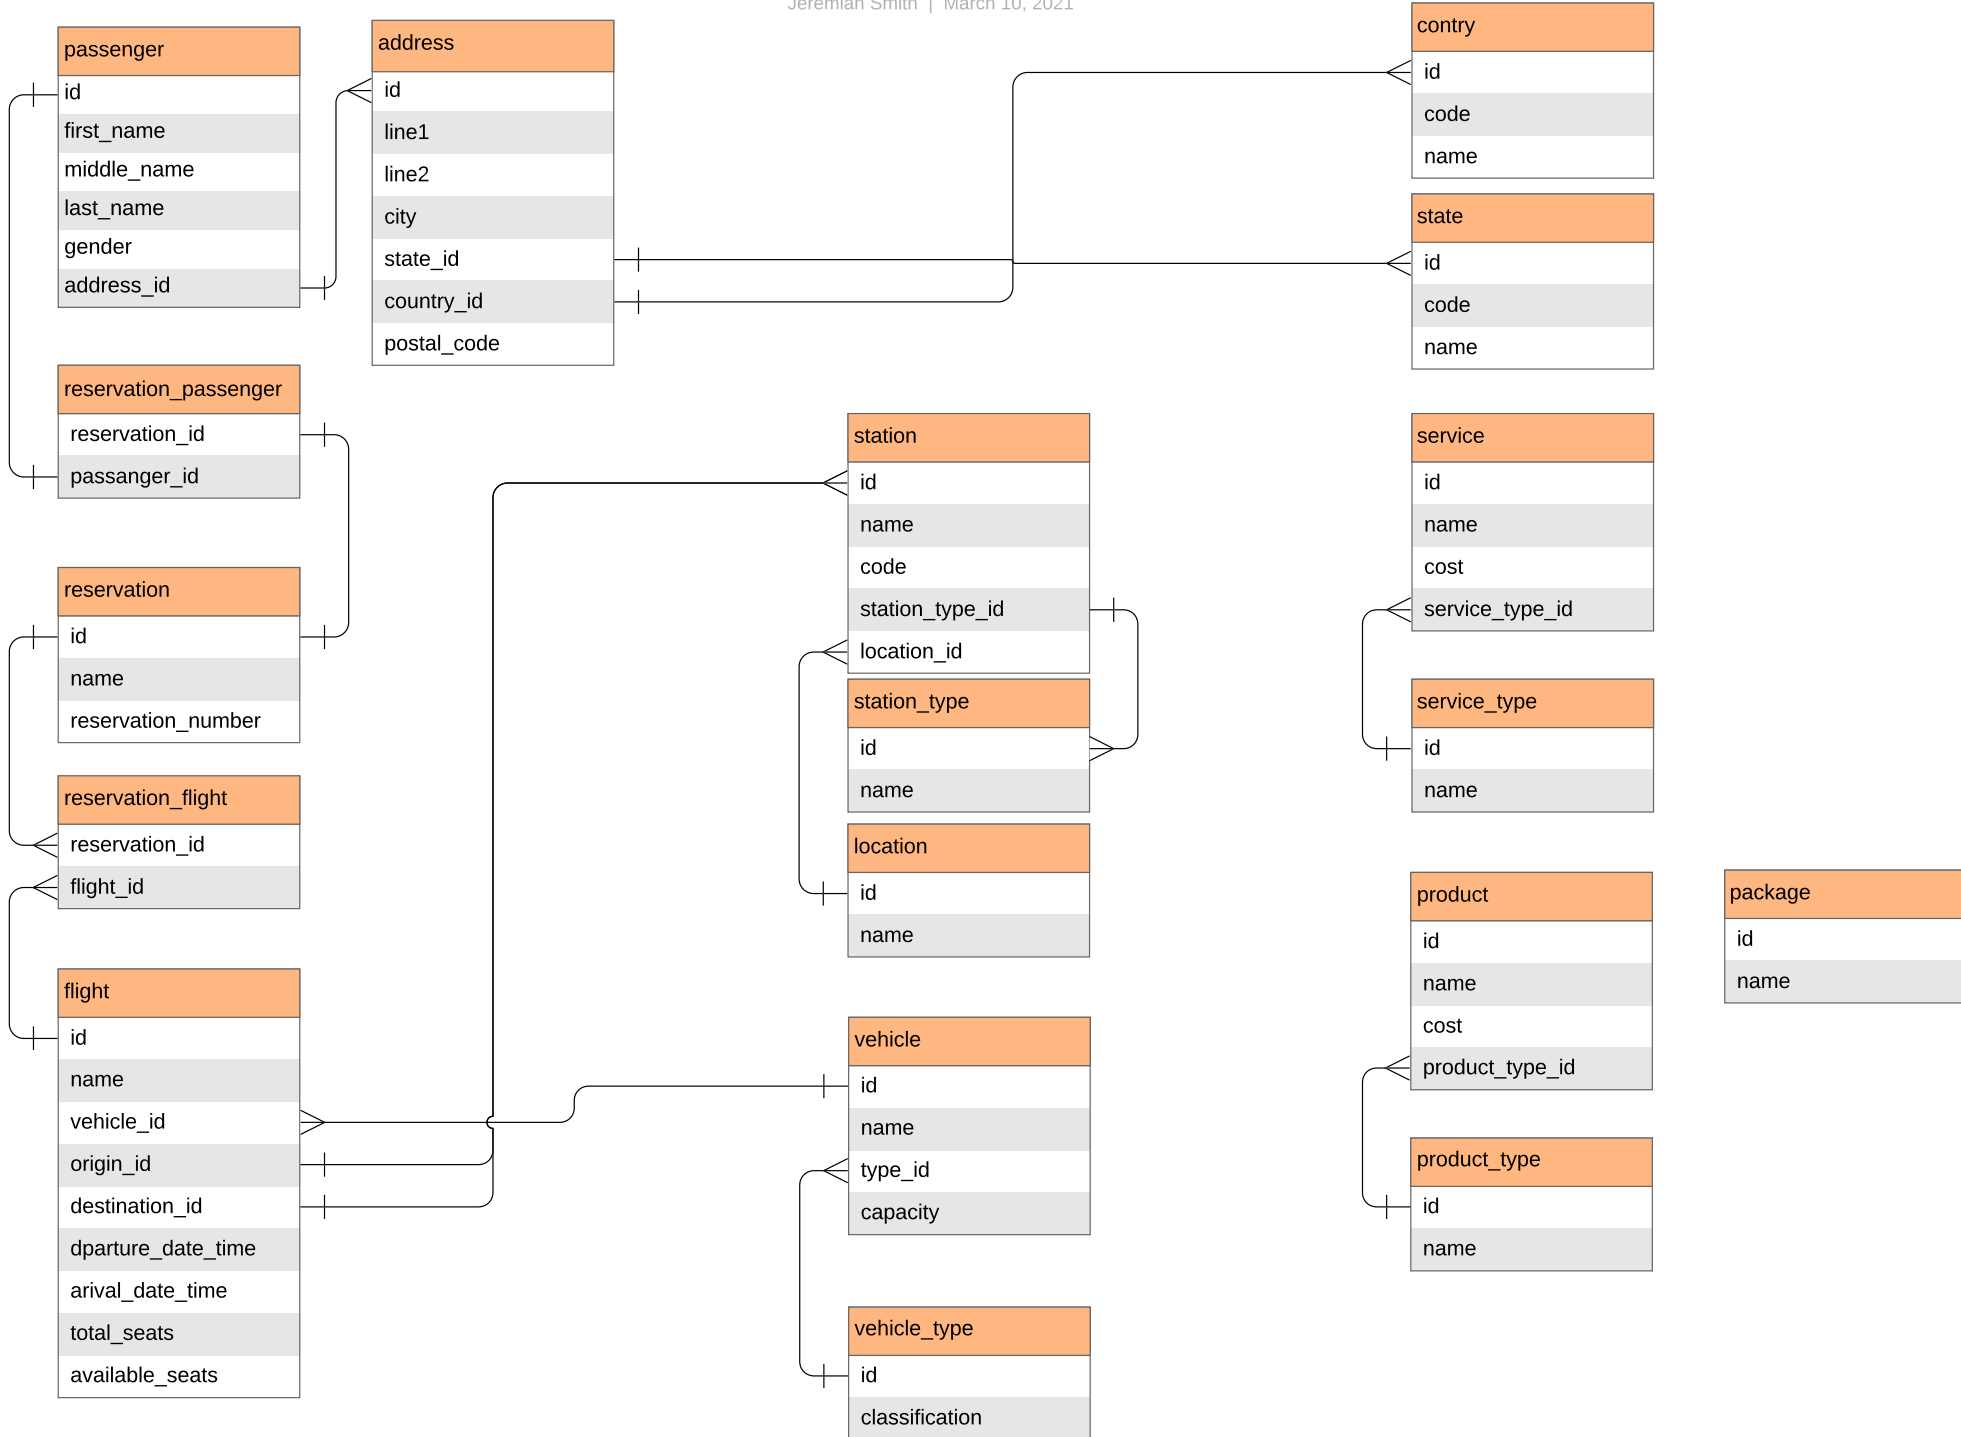 Jeremiah Smith | March 10, 2021
passenger
id
first_name
middle_name
last_name
gender
address_id
address
id
line1
line2
city
state_id
country_id
postal_code
contry
id
code
name
state
id
code
name
reservation_passenger
reservation_id
passanger_id
reservation
id
name
reservation_number
reservation_flight
reservation_id
flight_id
flight
id
name
vehicle_id
origin_id
destination_id
dparture_date_time
arival_date_time
total_seats
available_seats
station
id
name
code
station_type_id
location_id
station_type
id
name
location
id
name
vehicle
id
name
type_id
capacity
vehicle_type
id
classification
service
id
name
cost
service_type_id
service_type
id
name
product
id
name
cost
product_type_id
product_type
id
name
package
id
name